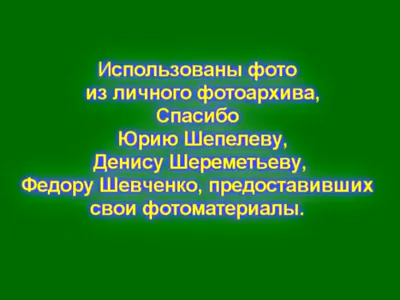 Использованы фото
из личного фотоархива,
Спасибо
Юрию Шепелеву,
Денису Шереметьеву,
Федору Шевченко, предоставивших
свои фотоматериалы.